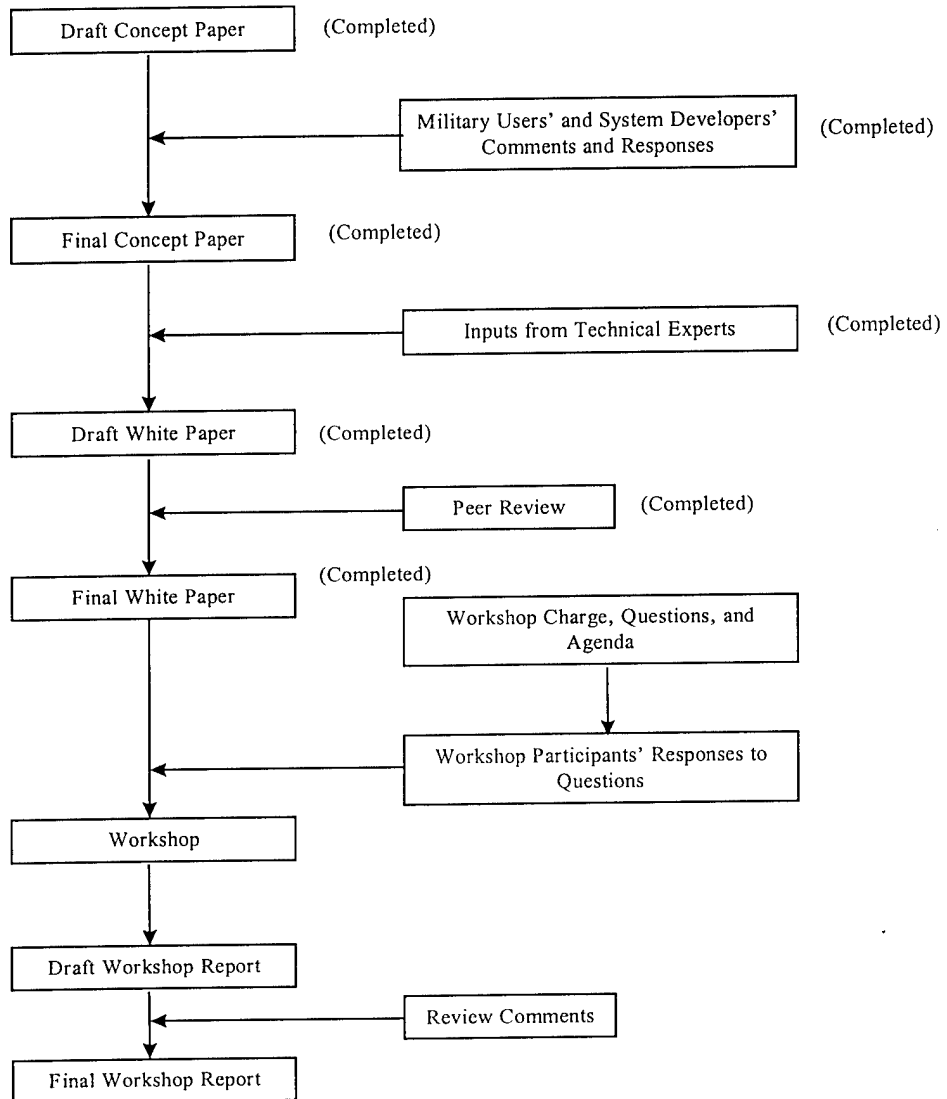 Draft Concept Paper (Completed)
Military Users' and System Developers' (Completed)
Comments and Responses
Final Concept Paper (Completed)
Inputs from Technical Experts (Completed)
Draft White Paper (Completed)
Peer Review (Completed)
Final White Paper (Completed)
Workshop Charge, Questions, and
Agenda
Workshop Participants' Responses to
Questions
Workshop
Draft Workshop Report
Review Comments
Final Workshop Report